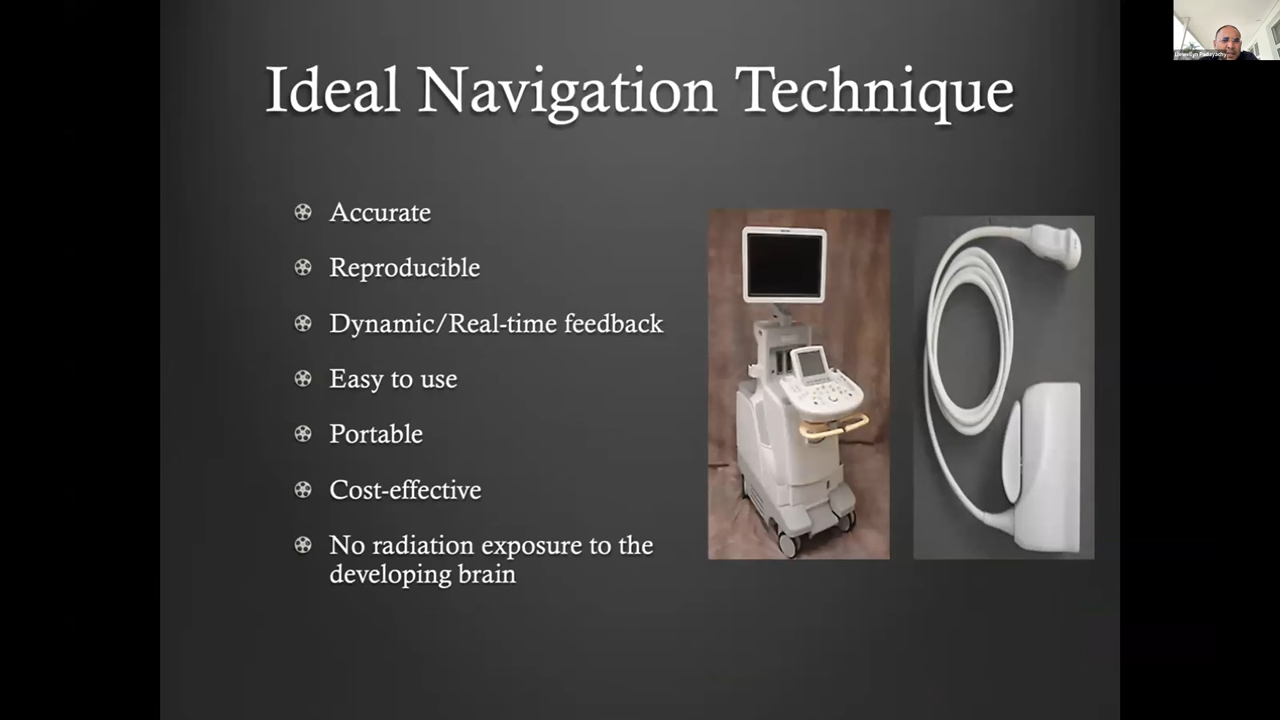 Ideal Navigation Technique
Accurate
Reproducible
Dynamic/Real-time feedback
Easy to use
Portable
Cost-effective
No radiation exposure to the
developing brain